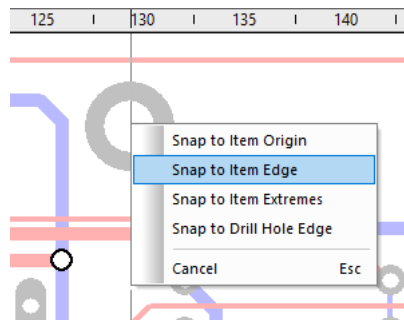 125 130 135 140
Snap to Item Origin
Snap to Item Edge
Snap to Item Extremes
Snap to Drill Hole Edge
Cancel Esc